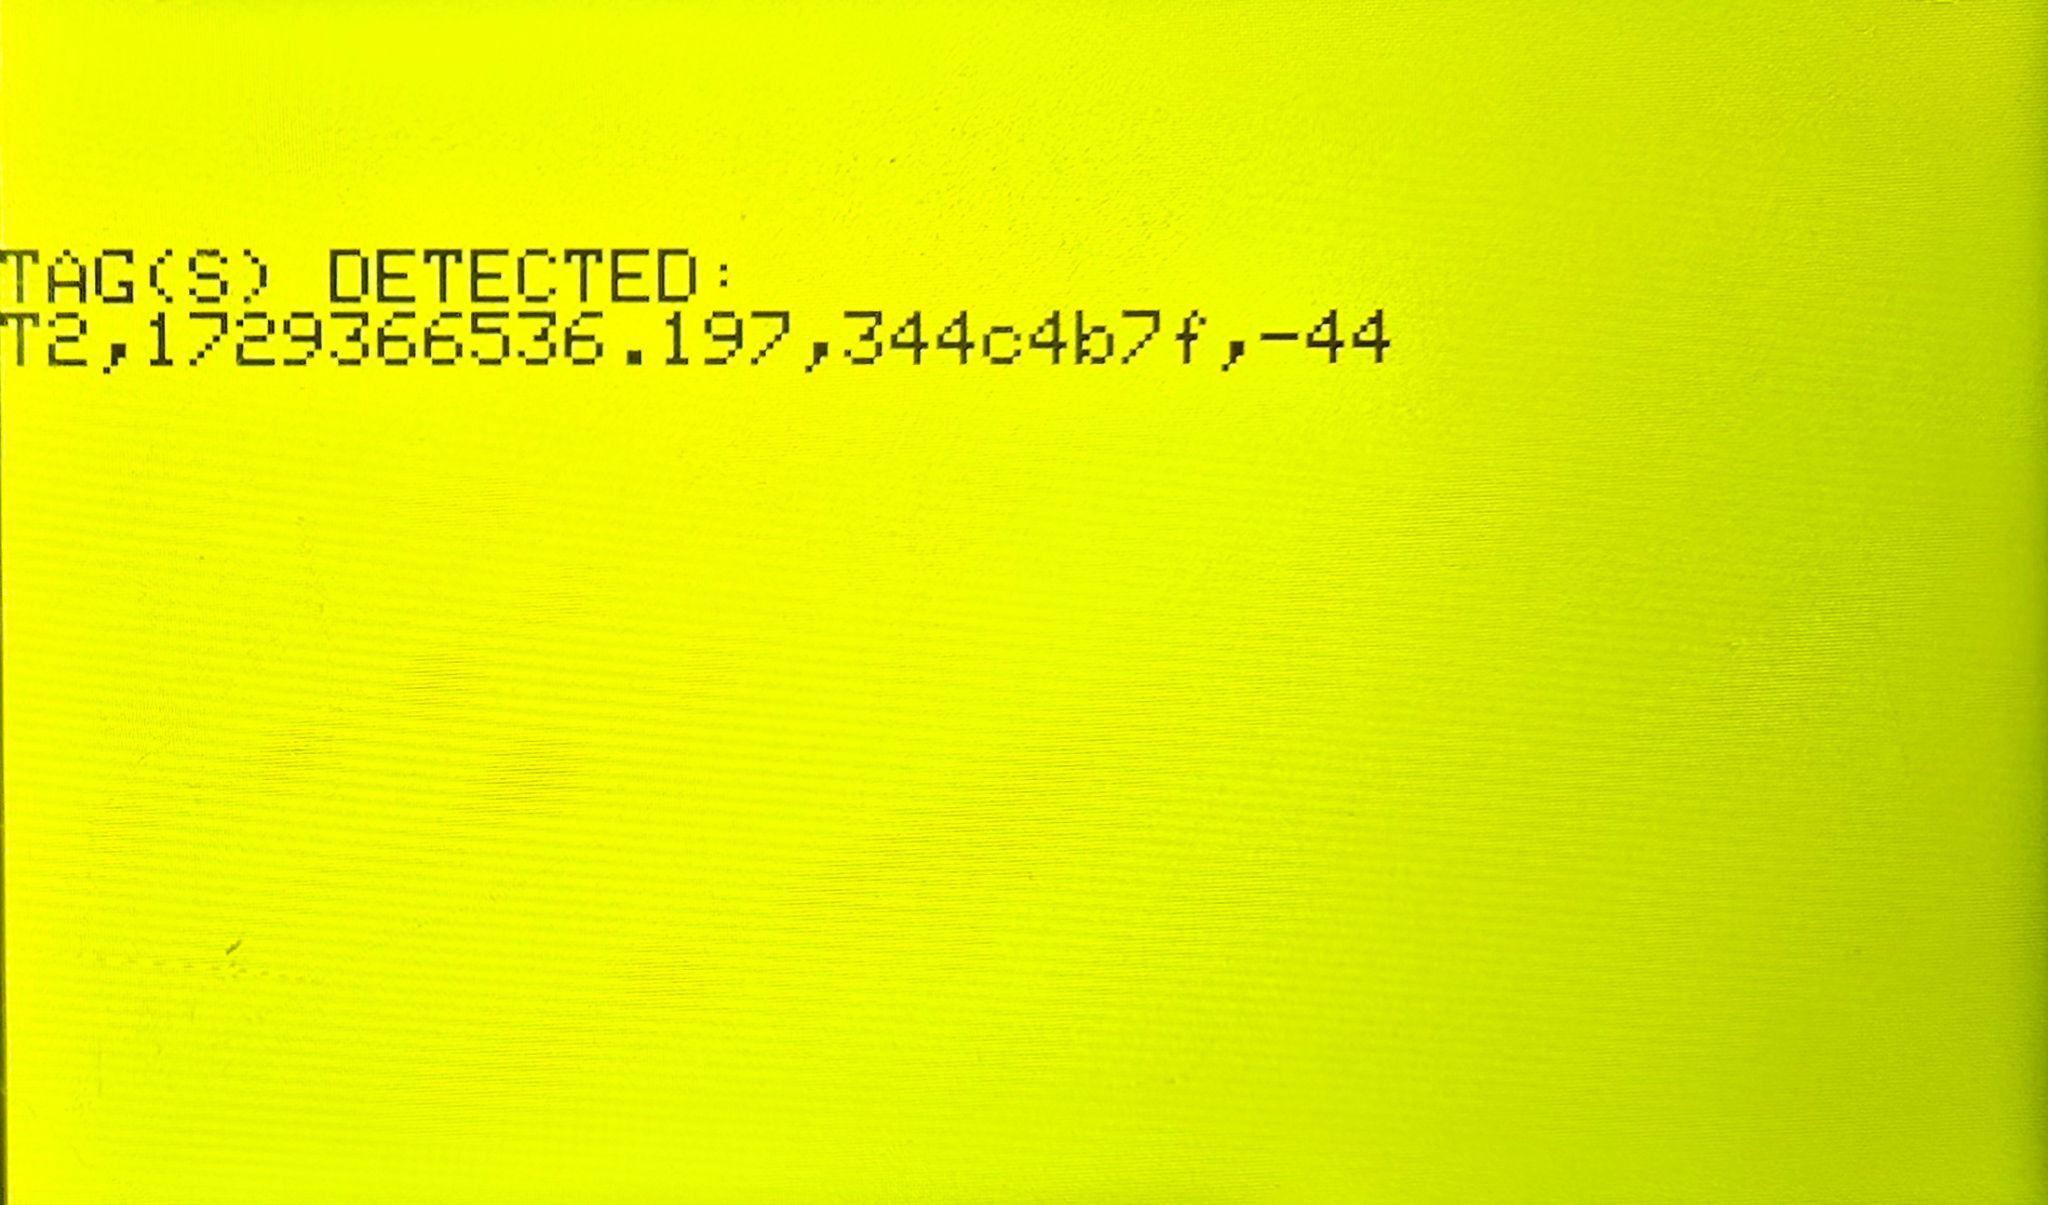 TAG(S) DETECTED:
T2,1729366536.197,344c4b7f,-44